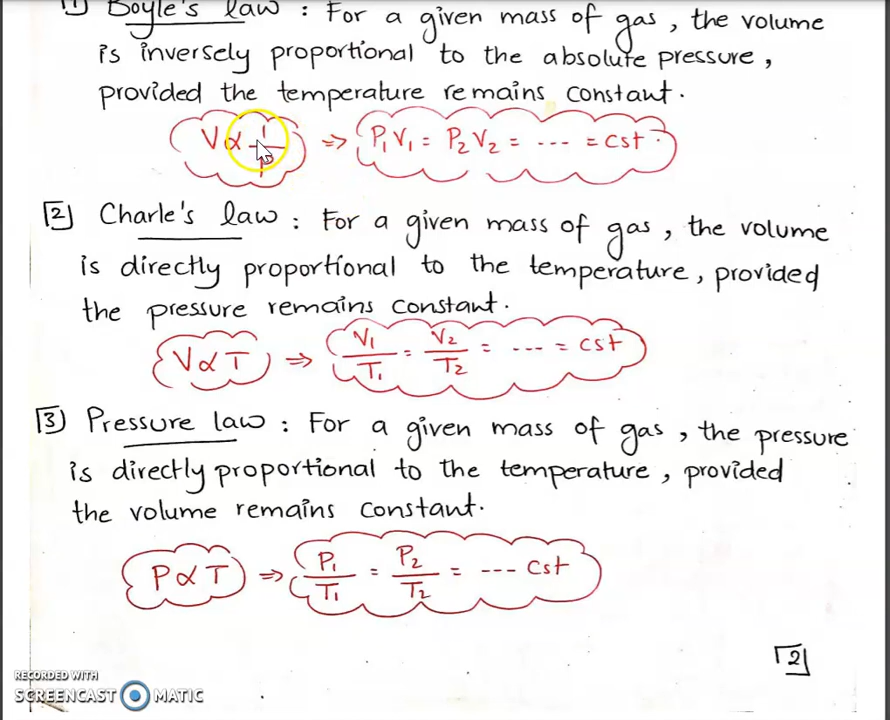 1) Boyle's law : For a given mass of gas, the volume
is inversely proportional to the absolute pressure,
provided the temperature remains constant.
V ∝ 1/P ⇒ P₁V₁ = P₂V₂ = --- = cst.
2) Charle's law : For a given mass of gas, the volume
is directly proportional to the temperature, provided
the pressure remains constant.
V ∝ T ⇒ V₁/T₁ = V₂/T₂ = --- = cst
3) Pressure law : For a given mass of gas, the pressure
is directly proportional to the temperature, provided
the volume remains constant.
P ∝ T ⇒ P₁/T₁ = P₂/T₂ = --- cst
2
RECORDED WITH
SCREENCAST MATIC